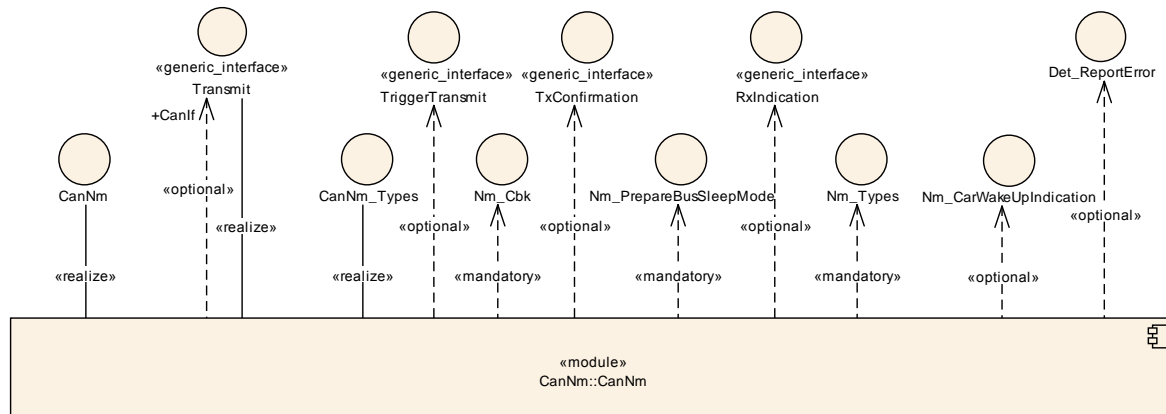 «generic_interface»
Transmit
«generic_interface»
TriggerTransmit
«generic_interface»
TxConfirmation
«generic_interface»
RxIndication
Det_ReportError
+CanIf
CanNm
CanNm_Types
Nm_Cbk
Nm_PrepareBusSleepMode
Nm_Types
Nm_CarWakeUpIndication
«optional»
«realize»
«optional»
«optional»
«optional»
«optional»
«realize»
«realize»
«mandatory»
«mandatory»
«mandatory»
«optional»
«module»
CanNm::CanNm